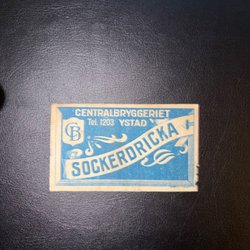 CENTRALBRYGGERIET
Tel. 1203 YSTAD
CB
SOCKERDRICKA